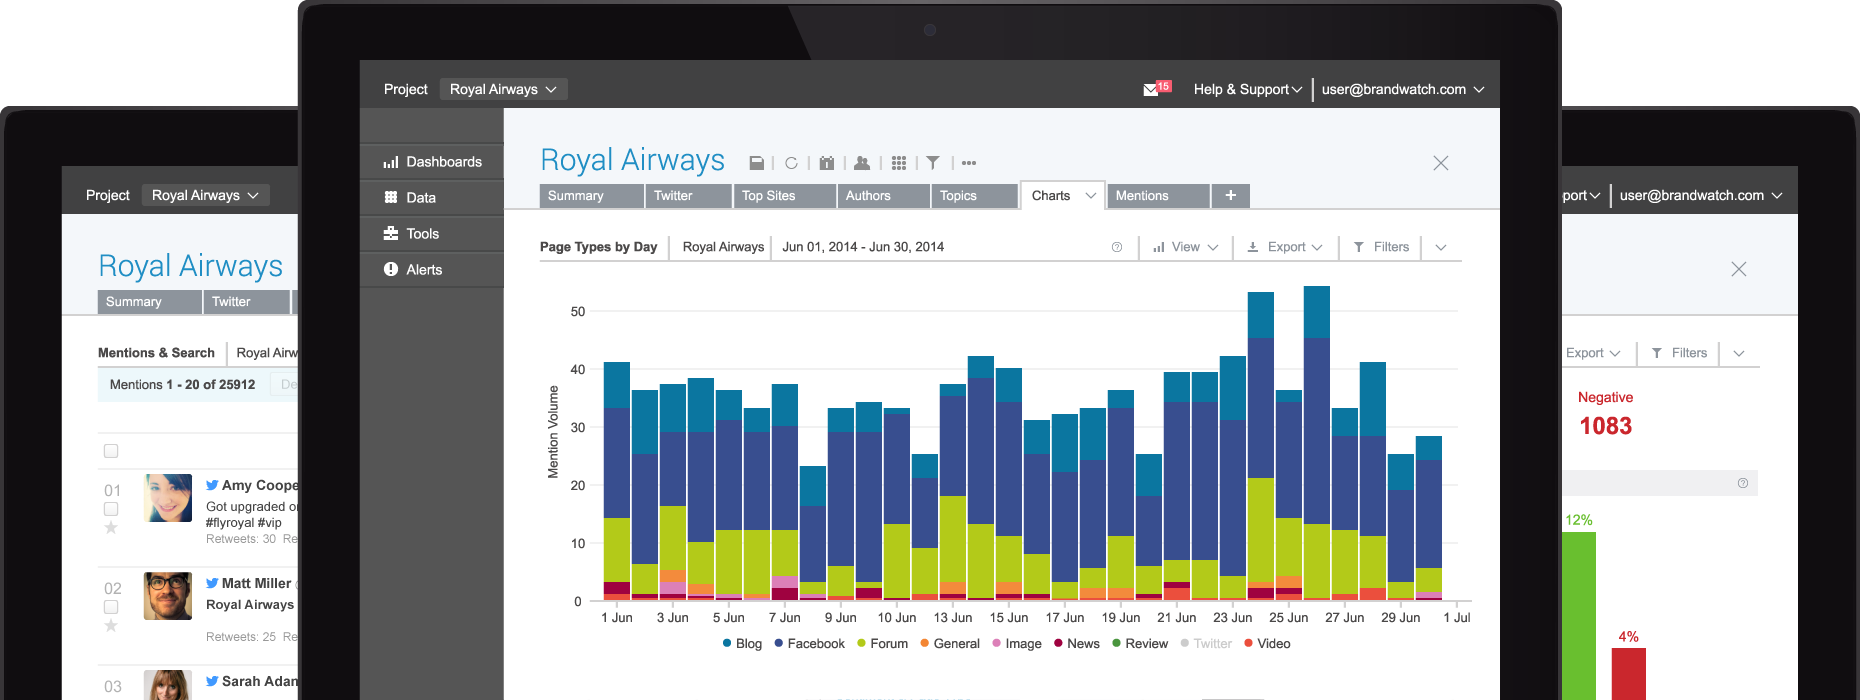 Project Royal Airways
Royal Airways
Summary Twitter
Mentions & Search Royal Airw
Mentions 1 - 20 of 25912 De
01
Amy Coope
Got upgraded
#flyroyal #vip
Retweets: 30 Re
02
Matt Miller
Royal Airways
Retweets: 25 Re
03
Sarah Adan
Project Royal Airways 15 Help & Support user@brandwatch.com
Dashboards
Data
Tools
Alerts
Royal Airways
Summary Twitter Top Sites Authors Topics Charts Mentions +
Page Types by Day Royal Airways Jun 01, 2014 - Jun 30, 2014 View Export Filters
Mention Volume
50
40
30
20
10
0
1 Jun 3 Jun 5 Jun 7 Jun 9 Jun 10 Jun 13 Jun 15 Jun 17 Jun 19 Jun 21 Jun 23 Jun 25 Jun 27 Jun 29 Jun 1 Jul
Blog Facebook Forum General Image News Review Twitter Video
port user@brandwatch.com
Export Filters
Negative
1083
12%
4%